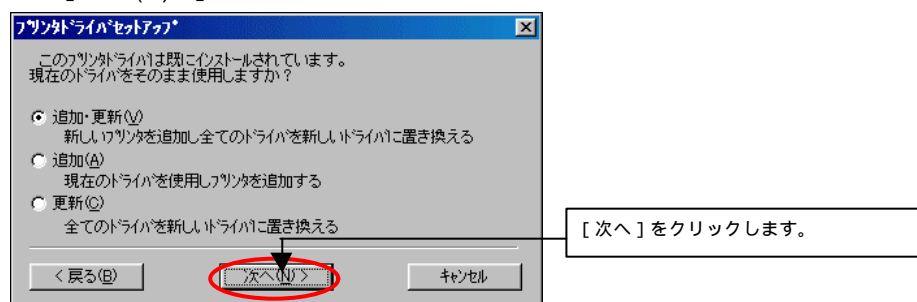 プリンタドライバセットアップ
このプリンタドライバは既にインストールされています。
現在のドライバをそのまま使用しますか?
追加・更新(V)
新しいプリンタを追加し全てのドライバを新しいドライバに置き換える
追加(A)
現在のドライバを使用しプリンタを追加する
更新(C)
全てのドライバを新しいドライバに置き換える
[次へ]をクリックします。
<戻る(B)
次へ(N)>
キャンセル